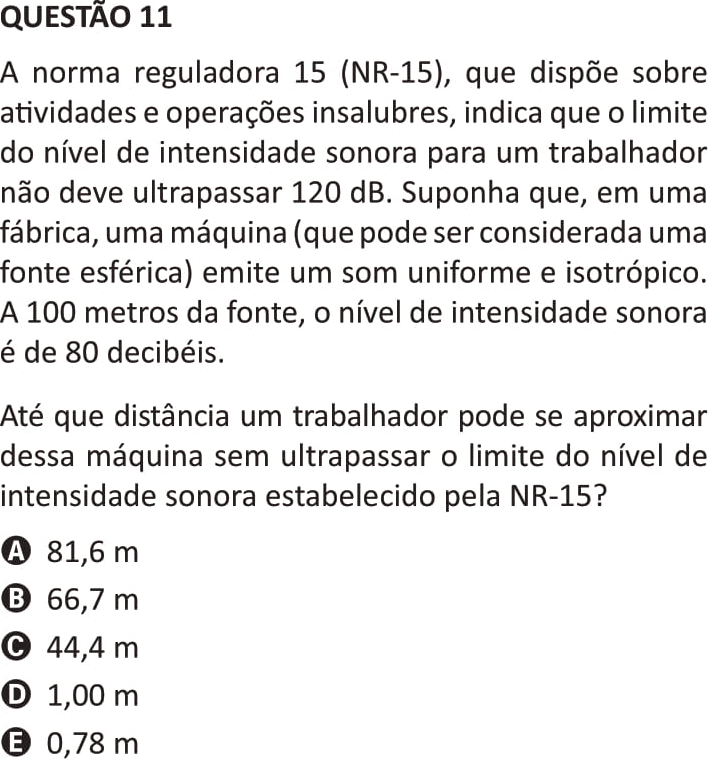 QUESTÃO 11
A norma reguladora 15 (NR-15), que dispõe sobre
atividades e operações insalubres, indica que o limite
do nível de intensidade sonora para um trabalhador
não deve ultrapassar 120 dB. Suponha que, em uma
fábrica, uma máquina (que pode ser considerada uma
fonte esférica) emite um som uniforme e isotrópico.
A 100 metros da fonte, o nível de intensidade sonora
é de 80 decibéis.
Até que distância um trabalhador pode se aproximar
dessa máquina sem ultrapassar o limite do nível de
intensidade sonora estabelecido pela NR-15?
A 81,6 m
B 66,7 m
C 44,4 m
D 1,00 m
E 0,78 m